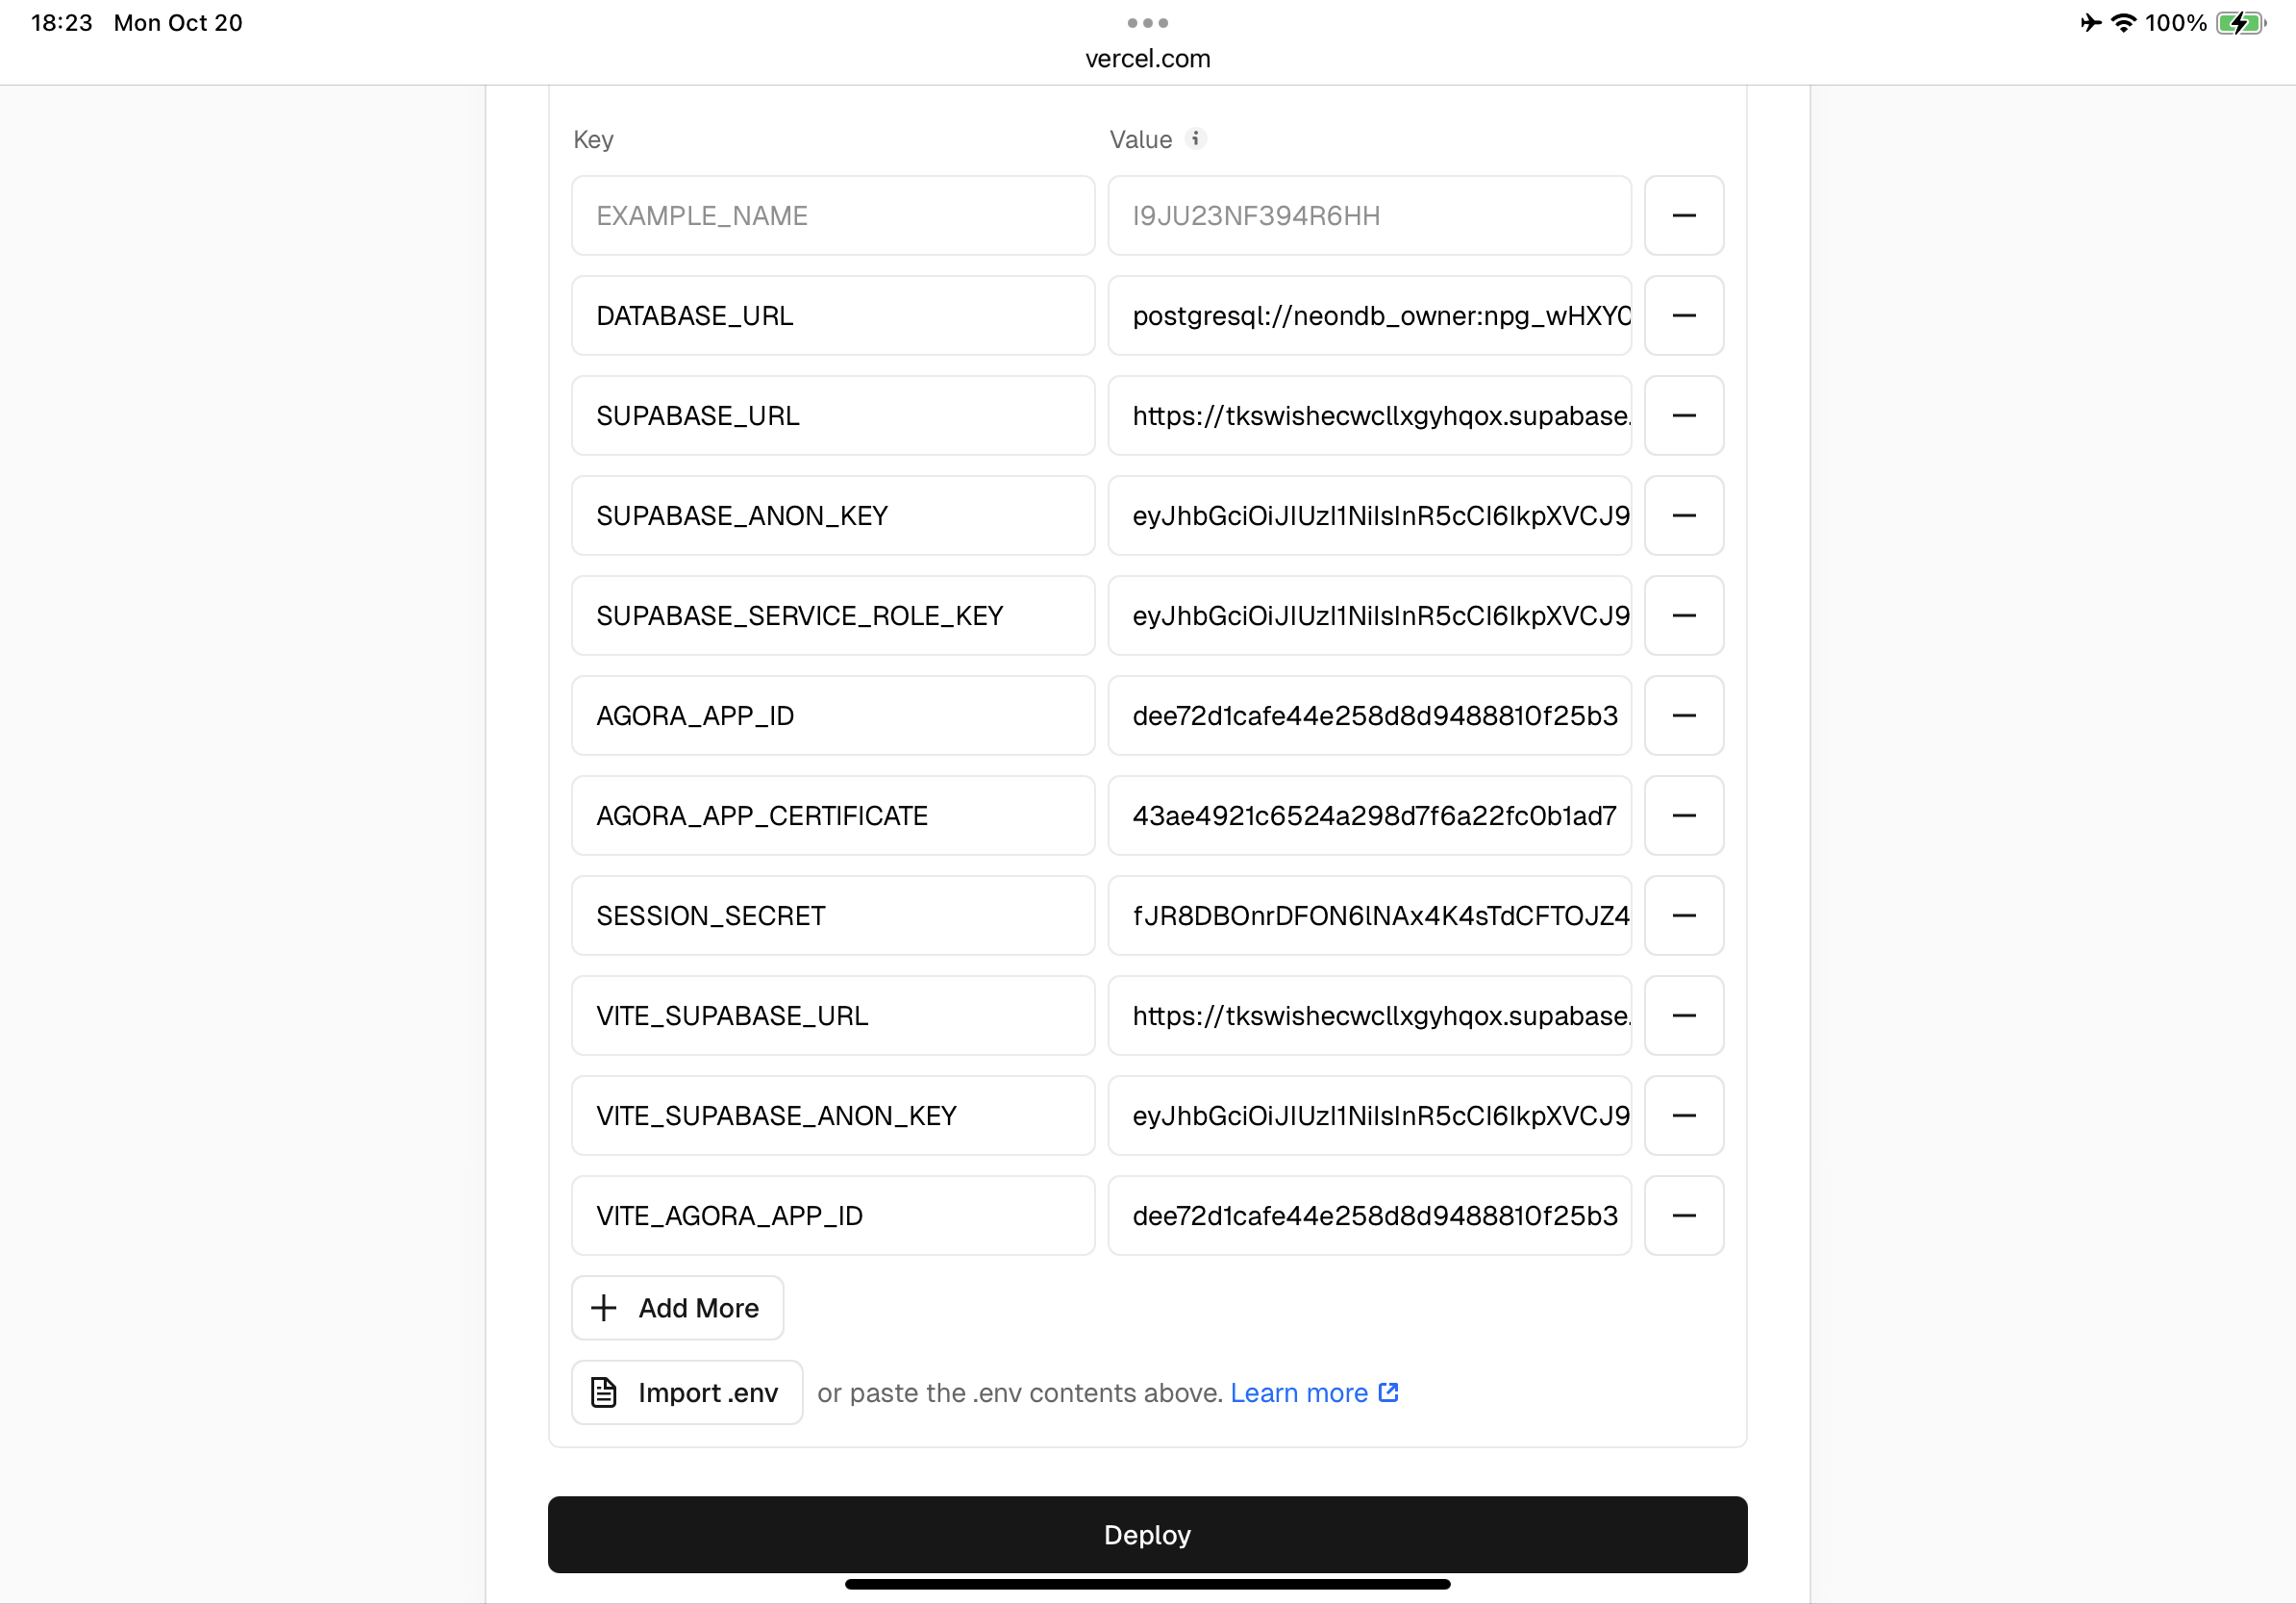 18:23 Mon Oct 20
100%
vercel.com
Key Value
EXAMPLE_NAME I9JU23NF394R6HH
DATABASE_URL postgresql://neondb_owner:npg_wHXYC
SUPABASE_URL https://tkswishecwcllxgyhqox.supabase.
SUPABASE_ANON_KEY eyJhbGciOiJIUzI1NiIsInR5cCI6IkpXVCJ9
SUPABASE_SERVICE_ROLE_KEY eyJhbGciOiJIUzI1NiIsInR5cCI6IkpXVCJ9
AGORA_APP_ID dee72d1cafe44e258d8d9488810f25b3
AGORA_APP_CERTIFICATE 43ae4921c6524a298d7f6a22fc0b1ad7
SESSION_SECRET fJR8DBOnrDFON6lNAx4K4sTdCFTOJZ4
VITE_SUPABASE_URL https://tkswishecwcllxgyhqox.supabase.
VITE_SUPABASE_ANON_KEY eyJhbGciOiJIUzI1NiIsInR5cCI6IkpXVCJ9
VITE_AGORA_APP_ID dee72d1cafe44e258d8d9488810f25b3
Add More
Import .env or paste the .env contents above. Learn more
Deploy